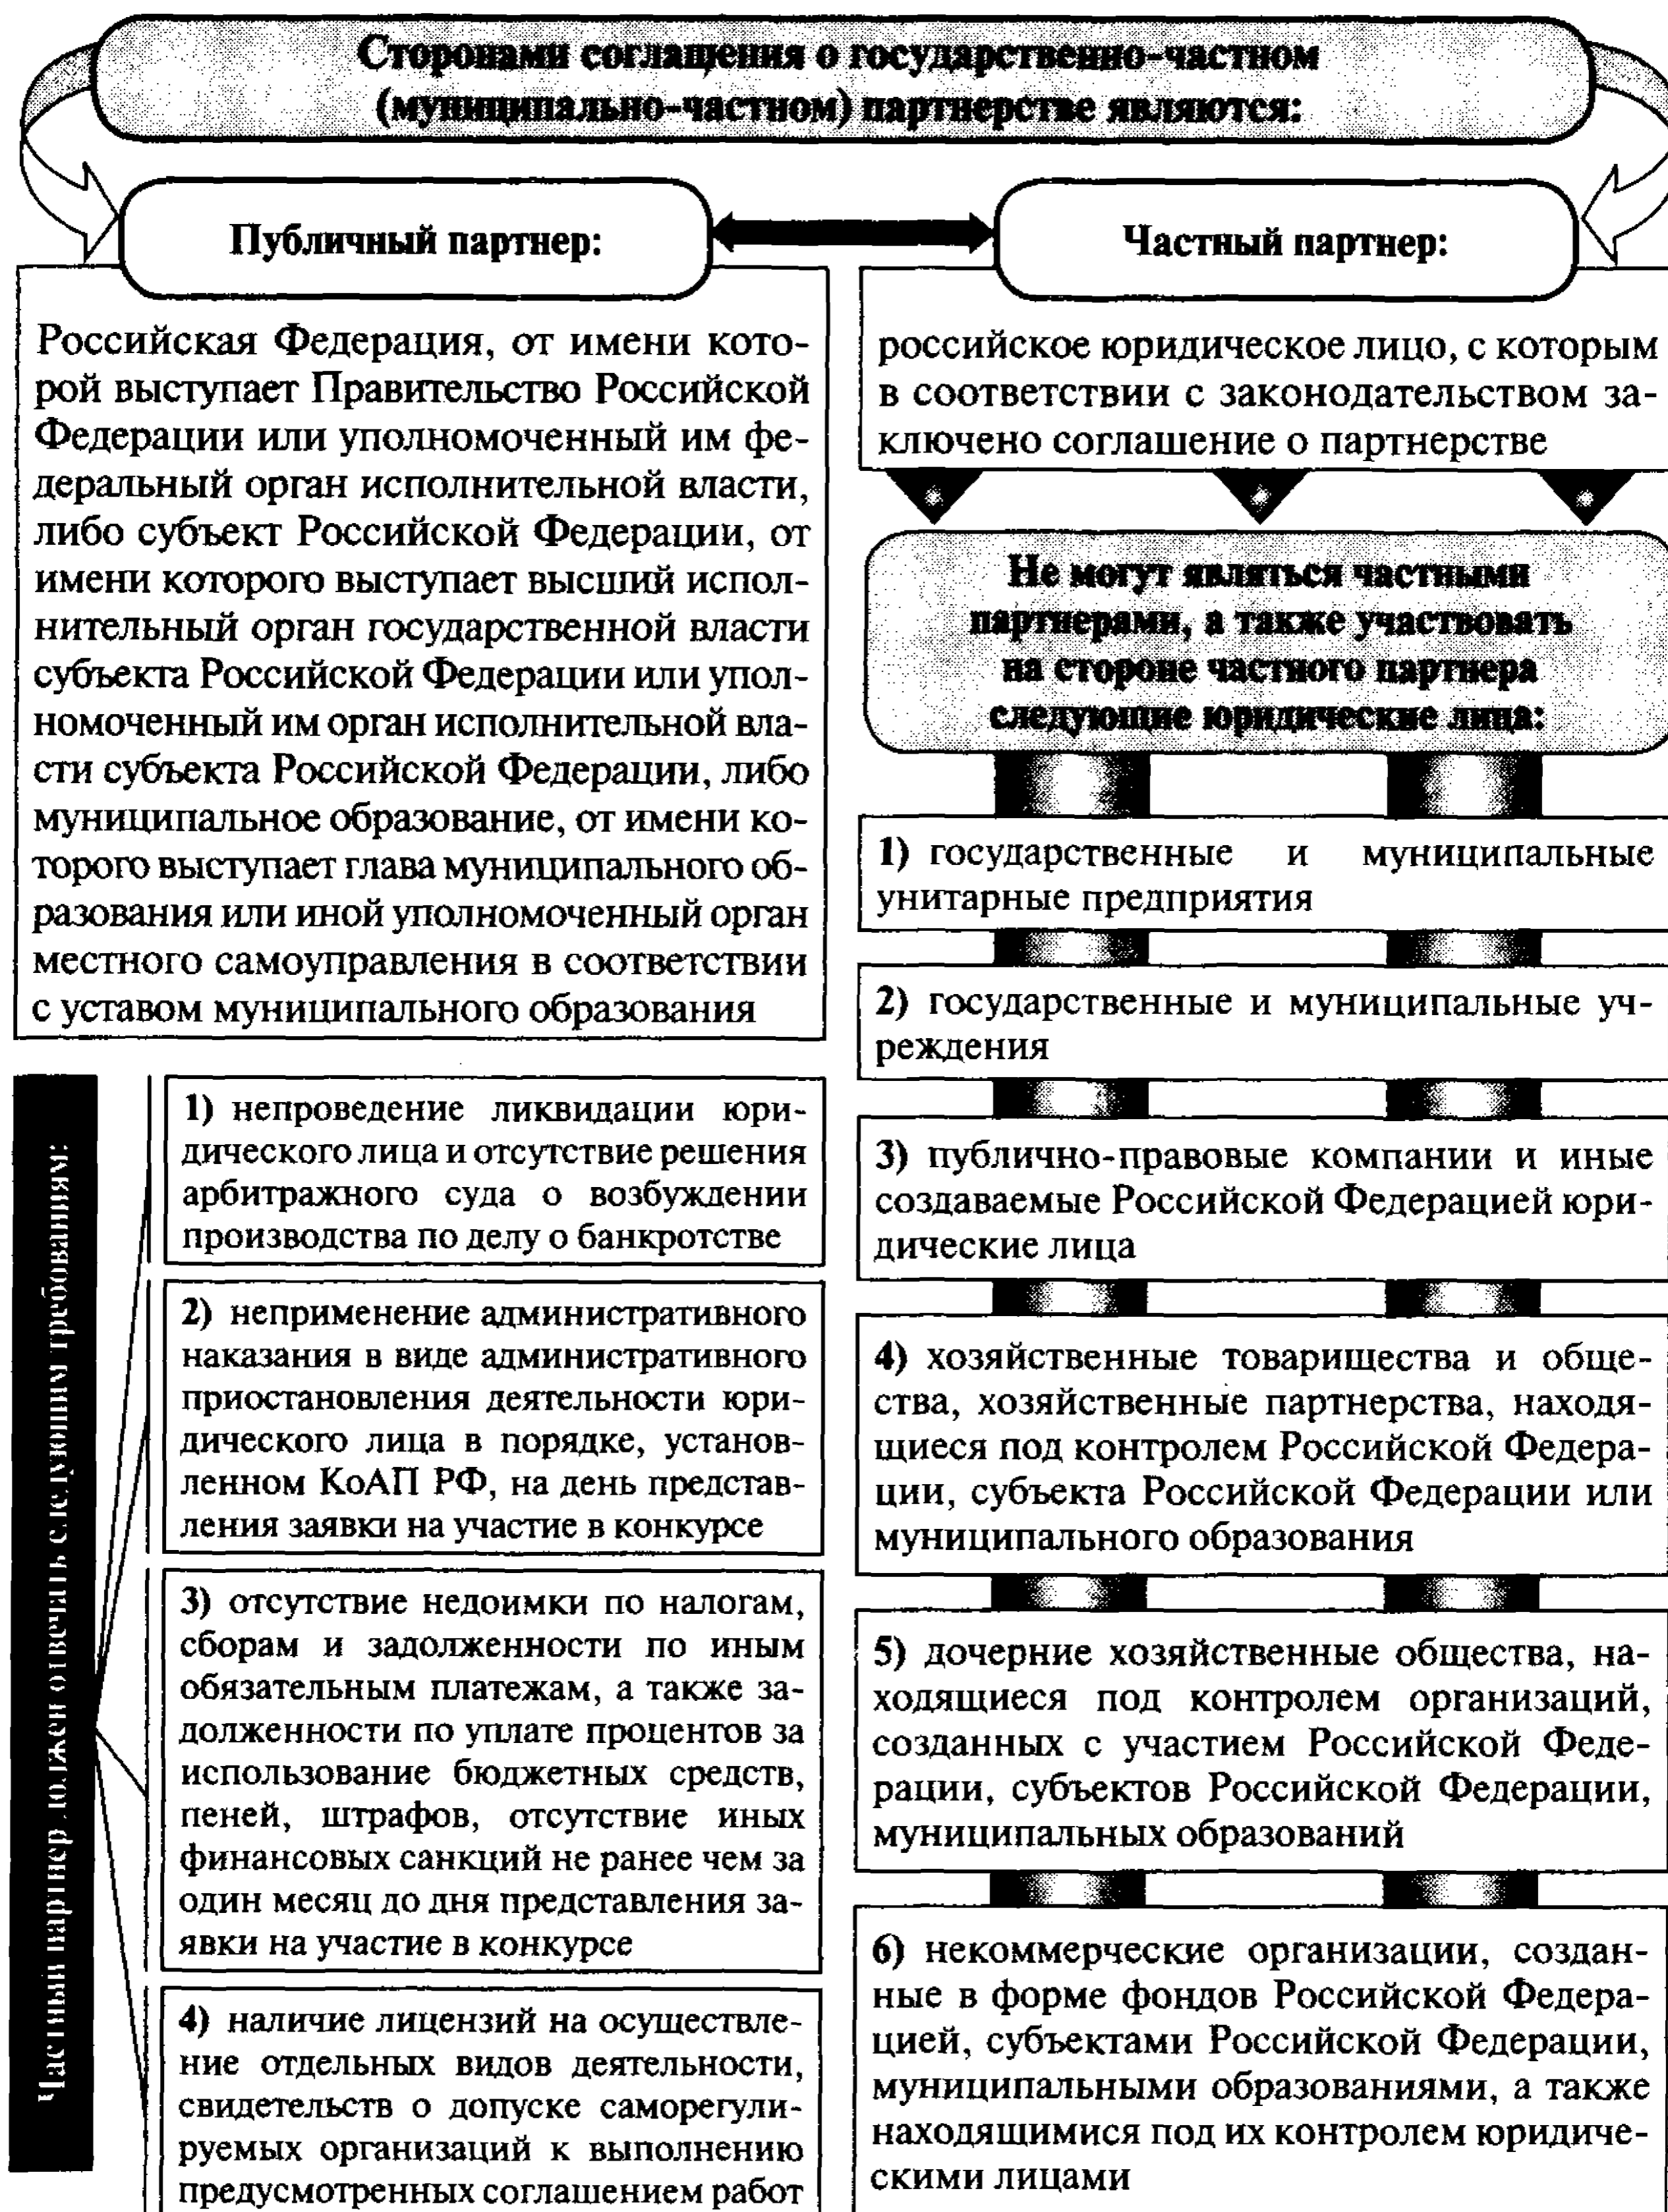 Сторонами соглашения о государственно-частном
(муниципально-частном) партнерстве являются:
Публичный партнер:
Российская Федерация, от имени кото-
рой выступает Правительство Российской
Федерации или уполномоченный им фе-
деральный орган исполнительной власти,
либо субъект Российской Федерации, от
имени которого выступает высший испол-
нительный орган государственной власти
субъекта Российской Федерации или упол-
номоченный им орган исполнительной вла-
сти субъекта Российской Федерации, либо
муниципальное образование, от имени ко-
торого выступает глава муниципального об-
разования или иной уполномоченный орган
местного самоуправления в соответствии
с уставом муниципального образования
Частный партнер:
российское юридическое лицо, с которым
в соответствии с законодательством за-
ключено соглашение о партнерстве
Не могут являться частными
партнерами, а также участвовать
на стороне частного партнера
следующие юридические лица:
1) государственные и муниципальные
унитарные предприятия
2) государственные и муниципальные уч-
реждения
3) публично-правовые компании и иные
создаваемые Российской Федерацией юри-
дические лица
4) хозяйственные товарищества и обще-
ства, хозяйственные партнерства, находя-
щиеся под контролем Российской Федера-
ции, субъекта Российской Федерации или
муниципального образования
5) дочерние хозяйственные общества, на-
ходящиеся под контролем организаций,
созданных с участием Российской Феде-
рации, субъектов Российской Федерации,
муниципальных образований
6) некоммерческие организации, создан-
ные в форме фондов Российской Федера-
цией, субъектами Российской Федерации,
муниципальными образованиями, а также
находящимися под их контролем юридиче-
скими лицами
Частный партнер должен отвечать следующим требованиям:
1) непроведение ликвидации юри-
дического лица и отсутствие решения
арбитражного суда о возбуждении
производства по делу о банкротстве
2) неприменение административного
наказания в виде административного
приостановления деятельности юри-
дического лица в порядке, установ-
ленном КоАП РФ, на день представ-
ления заявки на участие в конкурсе
3) отсутствие недоимки по налогам,
сборам и задолженности по иным
обязательным платежам, а также за-
долженности по уплате процентов за
использование бюджетных средств,
пеней, штрафов, отсутствие иных
финансовых санкций не ранее чем за
один месяц до дня представления за-
явки на участие в конкурсе
4) наличие лицензий на осуществле-
ние отдельных видов деятельности,
свидетельств о допуске саморегули-
руемых организаций к выполнению
предусмотренных соглашением работ